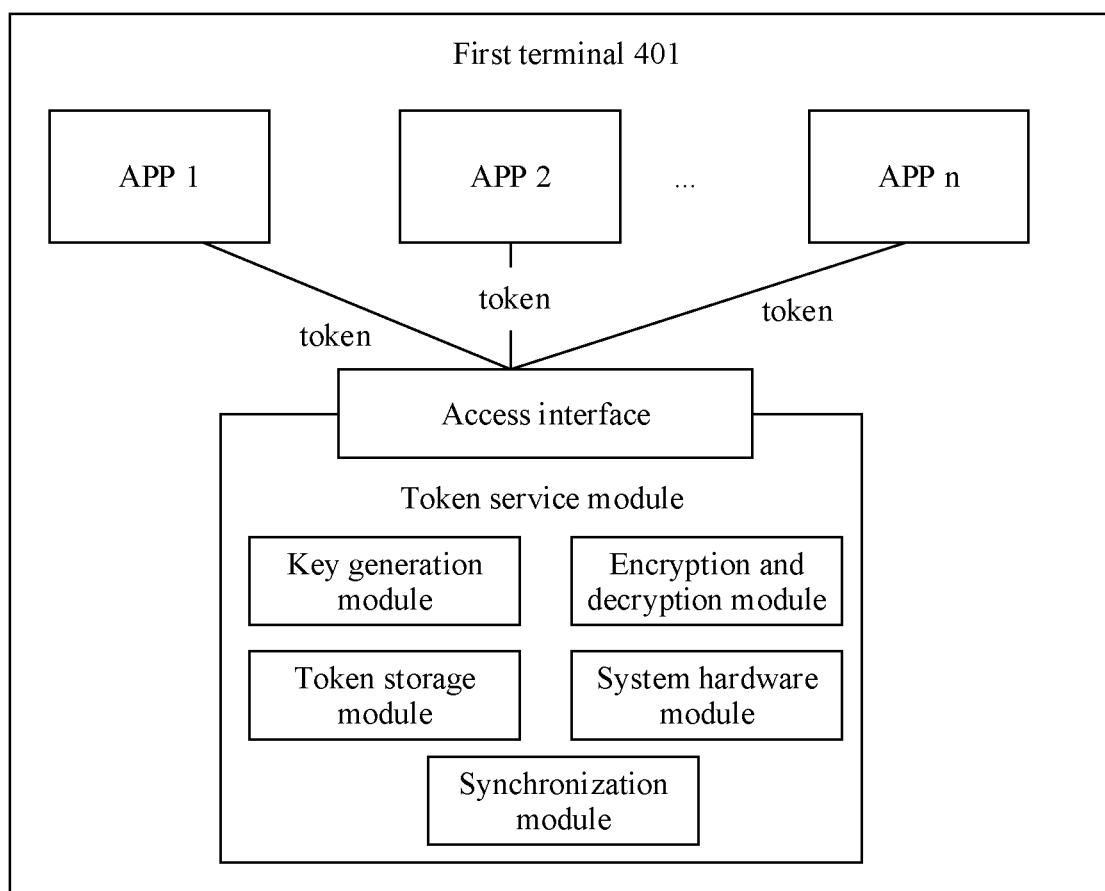 First terminal 401
APP 1
APP 2
...
APP n
token
token
token
Access interface
Token service module
Key generation
module
Encryption and
decryption module
Token storage
module
System hardware
module
Synchronization
module